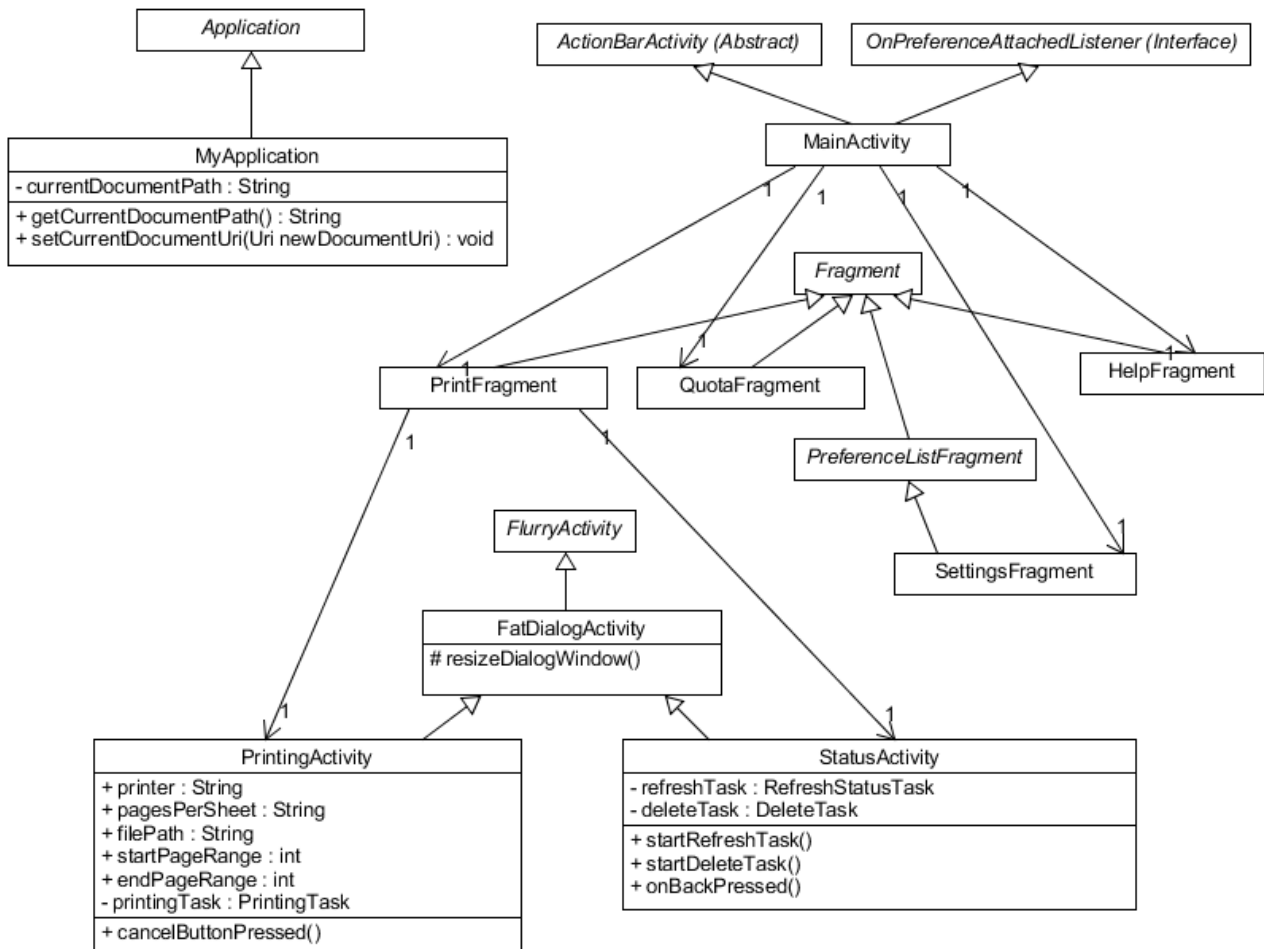 Application
ActionBarActivity (Abstract)
OnPreferenceAttachedListener (Interface)
MyApplication
- currentDocumentPath : String
+ getCurrentDocumentPath() : String
+ setCurrentDocumentUri(Uri newDocumentUri) : void
MainActivity
1
1
1
1
Fragment
1
1
1
PrintFragment
QuotaFragment
HelpFragment
1
1
PreferenceListFragment
FlurryActivity
1
SettingsFragment
FatDialogActivity
# resizeDialogWindow()
1
1
PrintingActivity
+ printer : String
+ pagesPerSheet : String
+ filePath : String
+ startPageRange : int
+ endPageRange : int
- printingTask : PrintingTask
+ cancelButtonPressed()
StatusActivity
- refreshTask : RefreshStatusTask
- deleteTask : DeleteTask
+ startRefreshTask()
+ startDeleteTask()
+ onBackPressed()